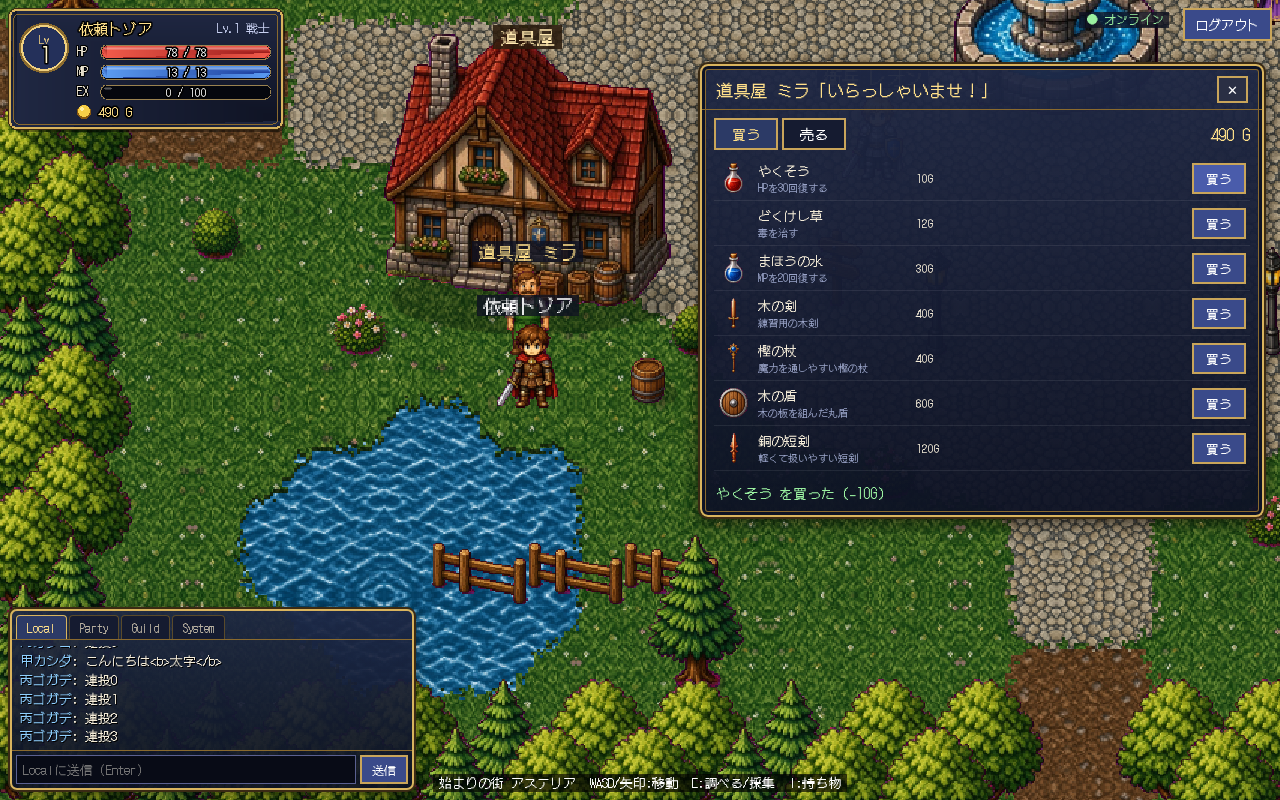 依頼トゾア Lv.1 戦士
Lv 1
HP 78 / 78
MP 13 / 13
EX 0 / 100
490 G
道具屋
オンライン
ログアウト
道具屋 ミラ「いらっしゃいませ！」 ×
買う 売る 490 G
やくそう 10G 買う
HPを30回復する
どくけし草 12G 買う
毒を治す
まほうの水 30G 買う
MPを20回復する
木の剣 40G 買う
練習用の木剣
樫の杖 40G 買う
魔力を通しやすい樫の杖
木の盾 60G 買う
木の板を組んだ丸盾
銅の短剣 120G 買う
軽くて扱いやすい短剣
やくそう を買った (-10G)
道具屋 ミラ
依頼トゾア
Local Party Guild System
甲カシダ: こんにちは<b>太字</b>
丙ゴガデ: 連投0
丙ゴガデ: 連投1
丙ゴガデ: 連投2
丙ゴガデ: 連投3
Localに送信 (Enter) 送信
始まりの街 アステリア WASD/矢印:移動 E:調べる/採集 I:持ち物